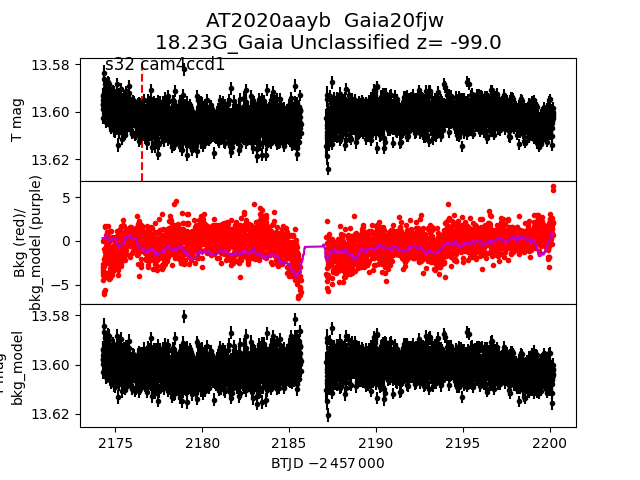 AT2020aayb  Gaia20fjw
18.23G_Gaia Unclassified z= -99.0
s32 cam4ccd1
13.58
13.60
13.62
T mag
5
0
−5
Bkg (red)/
bkg_model (purple)
13.58
13.60
13.62
bkg_model
2175
2180
2185
2190
2195
2200
BTJD −2 457 000